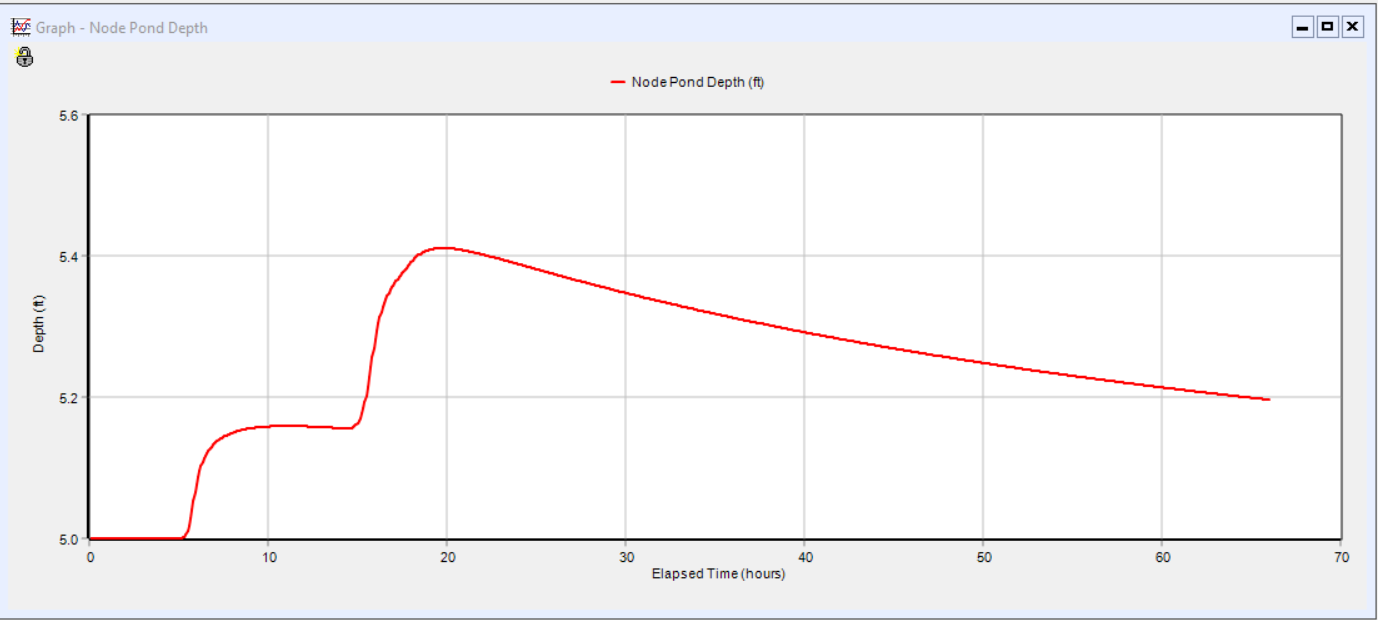 Graph - Node Pond Depth
Node Pond Depth (ft)
5.6
5.4
5.2
5.0
Depth (ft)
0 10 20 30 40 50 60 70
Elapsed Time (hours)